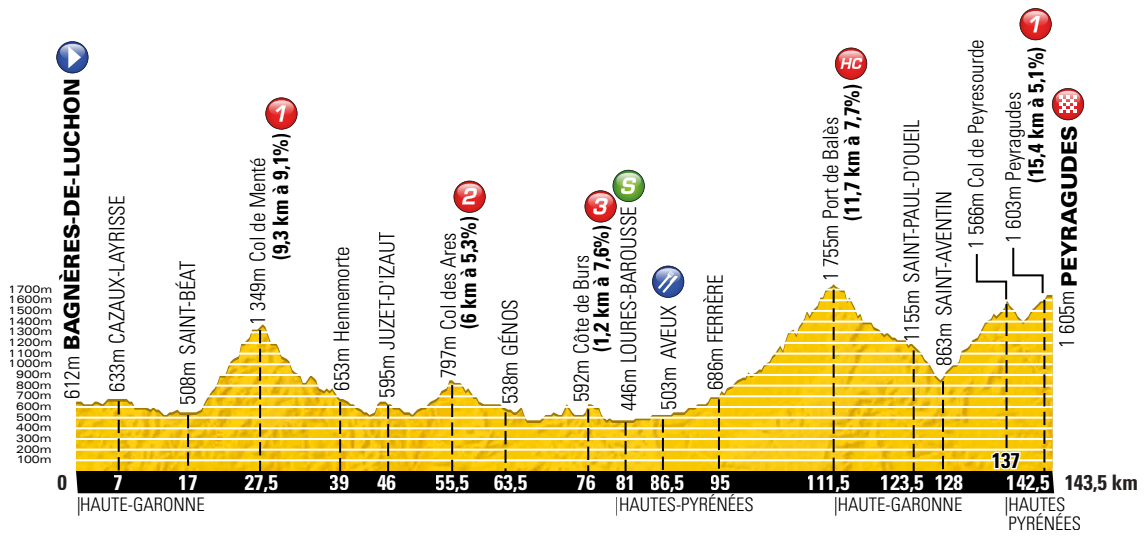 BAGNÈRES-DE-LUCHON
612m
633m CAZAUX-LAYRISSE
508m SAINT-BÉAT
1
1 349m Col de Menté
(9,3 km à 9,1%)
653m Hennemorte
595m JUZET-D'IZAUT
2
797m Col des Ares
(6 km à 5,3%)
538m GÉNOS
3
592m Côte de Burs
(1,2 km à 7,6%)
S
446m LOURES-BAROUSSE
503m AVEUX
686m FERRÈRE
HC
1 755m Port de Balès
(11,7 km à 7,7%)
1155m SAINT-PAUL-D'OUEIL
863m SAINT-AVENTIN
1 566m Col de Peyresourde
1
1 603m Peyragudes
(15,4 km à 5,1%)
1 605m PEYRAGUDES
1700m
1600m
1500m
1400m
1300m
1200m
1100m
1000m
900m
800m
700m
600m
500m
400m
300m
200m
100m
137
0 7 17 27,5 39 46 55,5 63,5 76 81 86,5 95 111,5 123,5 128 142,5 143,5 km
HAUTE-GARONNE HAUTES-PYRÉNÉES HAUTE-GARONNE HAUTES
PYRÉNÉES